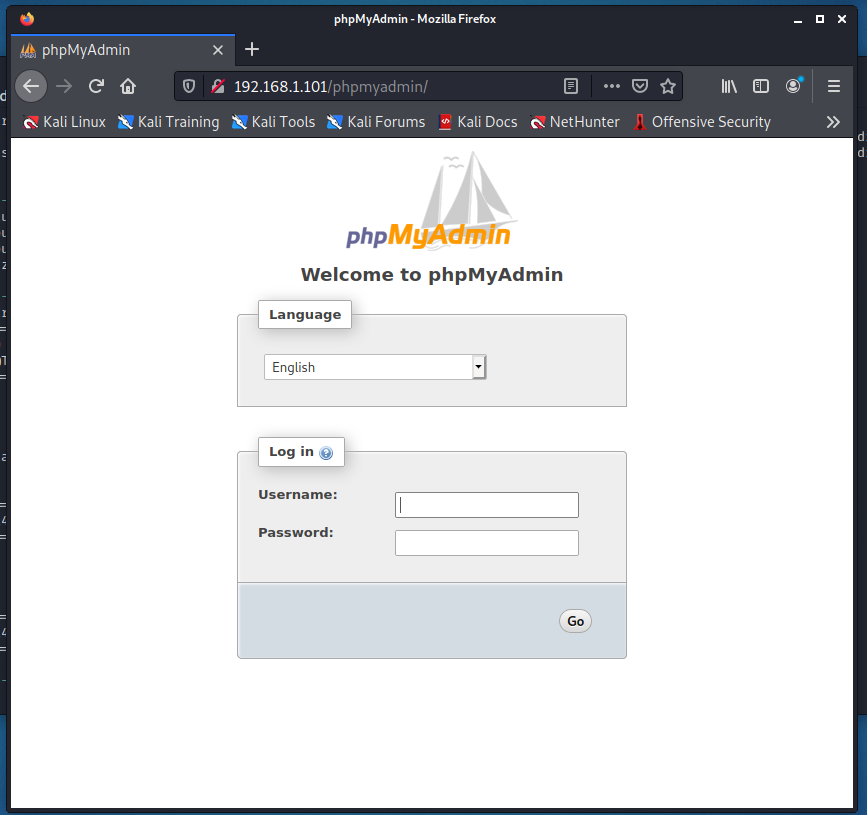 phpMyAdmin - Mozilla Firefox
phpMyAdmin
192.168.1.101/phpmyadmin/
Kali Linux Kali Training Kali Tools Kali Forums Kali Docs NetHunter Offensive Security
phpMyAdmin
Welcome to phpMyAdmin
Language
English
Log in
Username:
Password:
Go